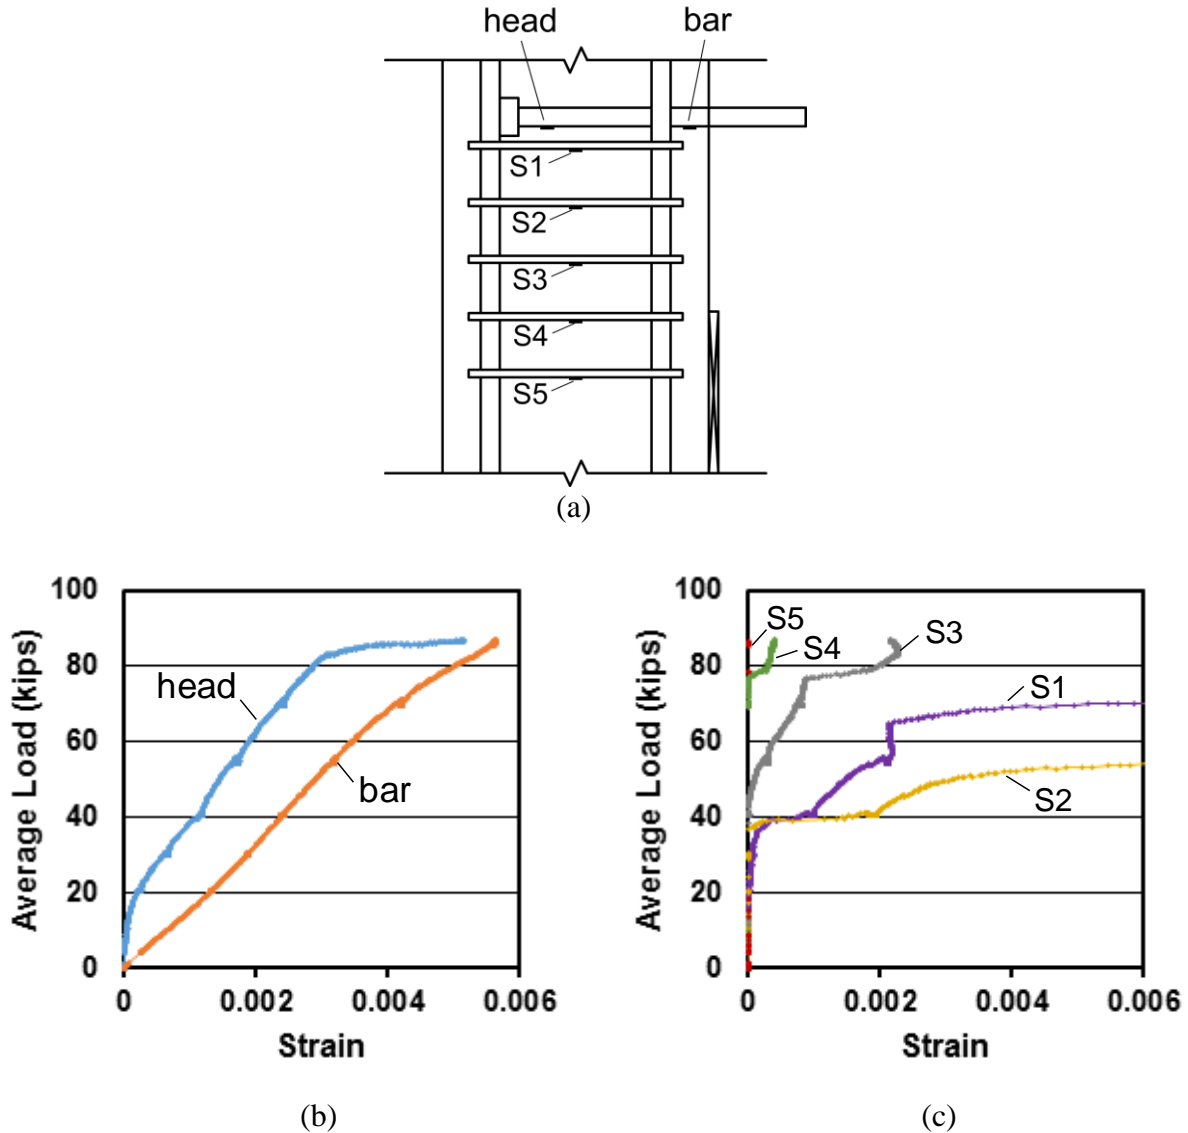 head bar
S1
S2
S3
S4
S5
(a)
100
80
60
40
20
0
Average Load (kips)
head
bar
0 0.002 0.004 0.006
Strain
(b)
100
80
60
40
20
0
Average Load (kips)
S5
S4
S3
S1
S2
0 0.002 0.004 0.006
Strain
(c)